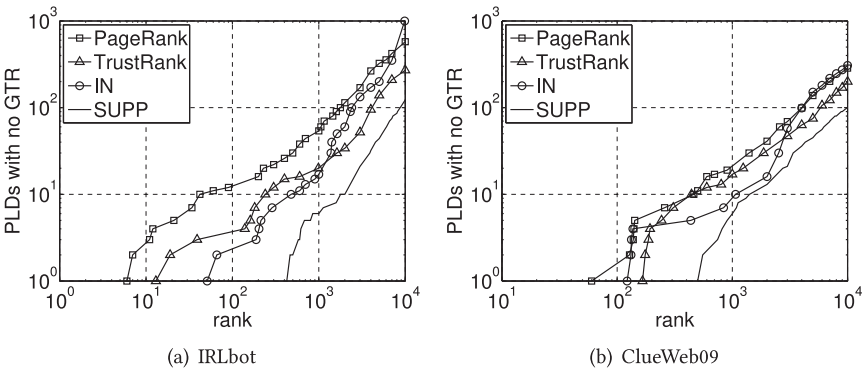 PLDs with no GTR
10^3
10^2
10^1
10^0
PageRank
TrustRank
IN
SUPP
10^0 10^1 10^2 10^3 10^4
rank
(a) IRLbot
PLDs with no GTR
10^3
10^2
10^1
10^0
PageRank
TrustRank
IN
SUPP
10^1 10^2 10^3 10^4
rank
(b) ClueWeb09